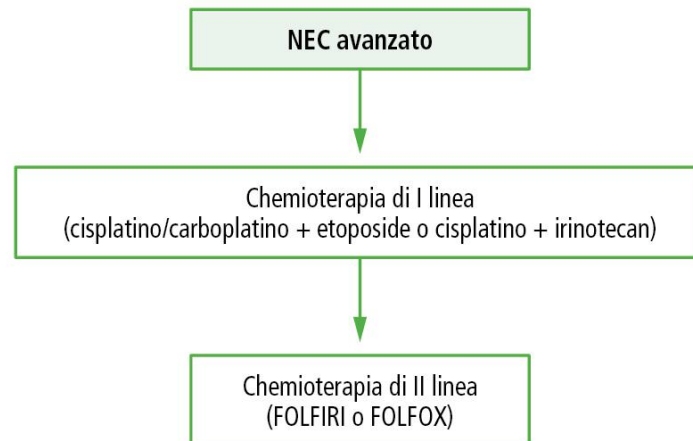 NEC avanzato
Chemioterapia di I linea
(cisplatino/carboplatino + etoposide o cisplatino + irinotecan)
Chemioterapia di II linea
(FOLFIRI o FOLFOX)